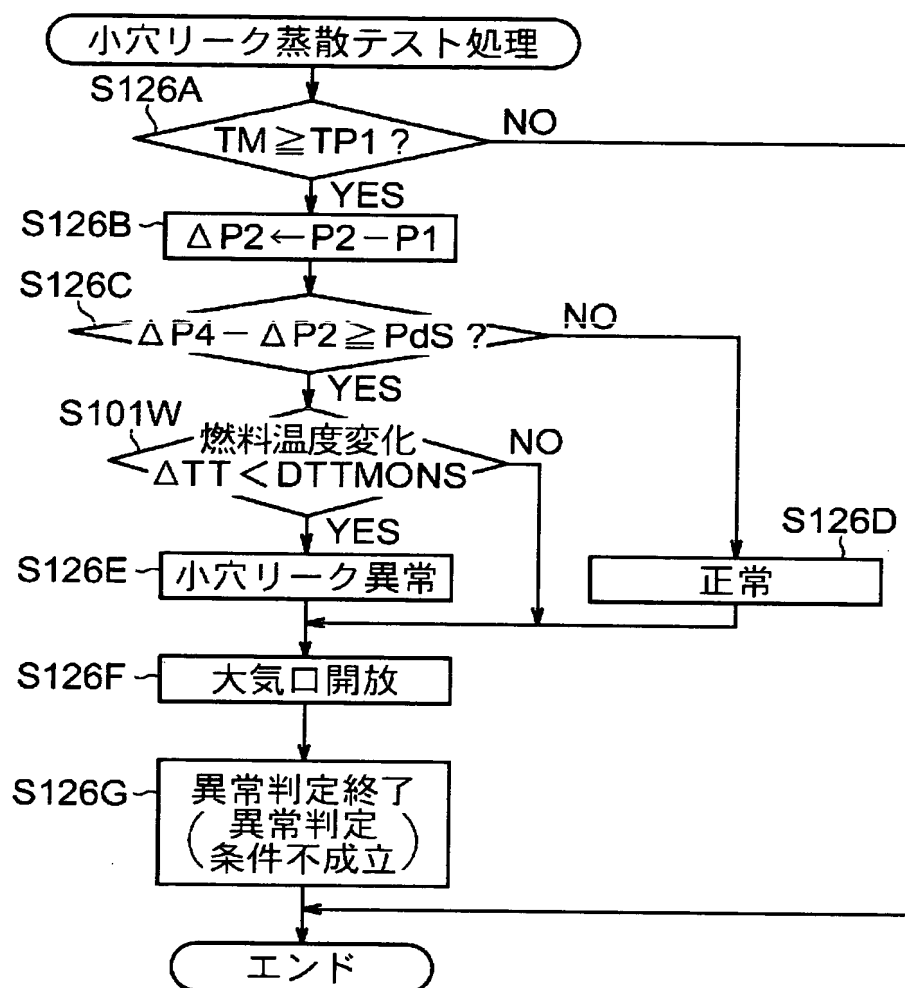 小穴リーク蒸散テスト処理
S126A
TM≧TP1?
NO
YES
S126B
ΔP2←P2−P1
S126C
ΔP4−ΔP2≧PdS?
NO
YES
S101W
燃料温度変化
ΔTT<DTTMONS
NO
YES
S126D
S126E
小穴リーク異常
正常
S126F
大気口開放
S126G
異常判定終了
(異常判定
条件不成立)
エンド